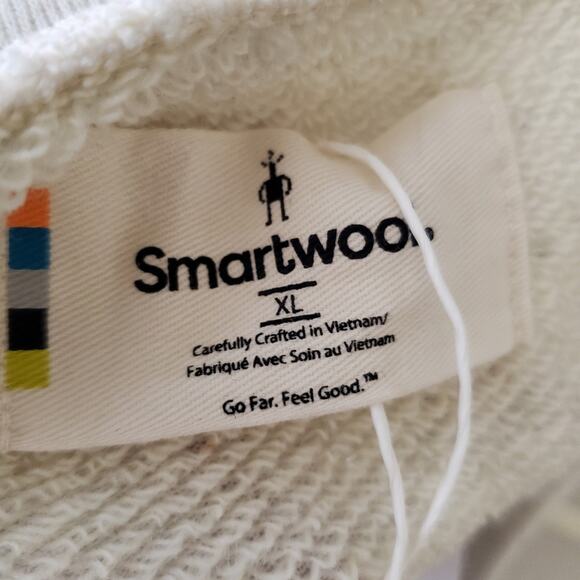 Smartwool
XL
Carefully Crafted in Vietnam/
Fabriqué Avec Soin au Vietnam
Go Far. Feel Good.™